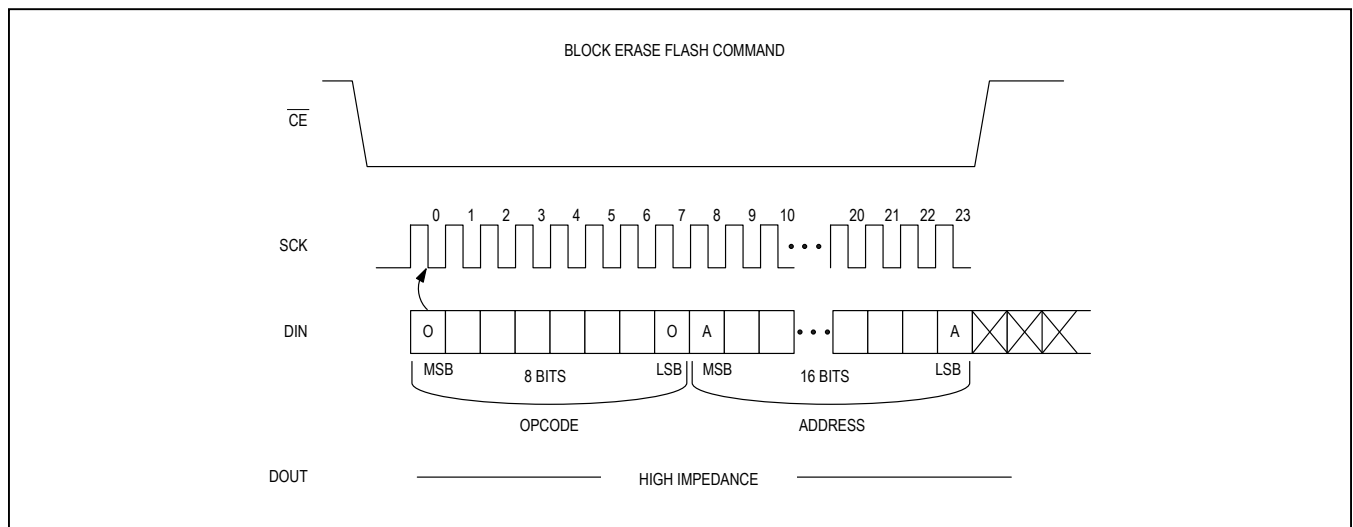 BLOCK ERASE FLASH COMMAND
CE
0 1 2 3 4 5 6 7 8 9 10 20 21 22 23
SCK
DIN O O A A
MSB 8 BITS LSB MSB 16 BITS LSB
OPCODE ADDRESS
DOUT HIGH IMPEDANCE